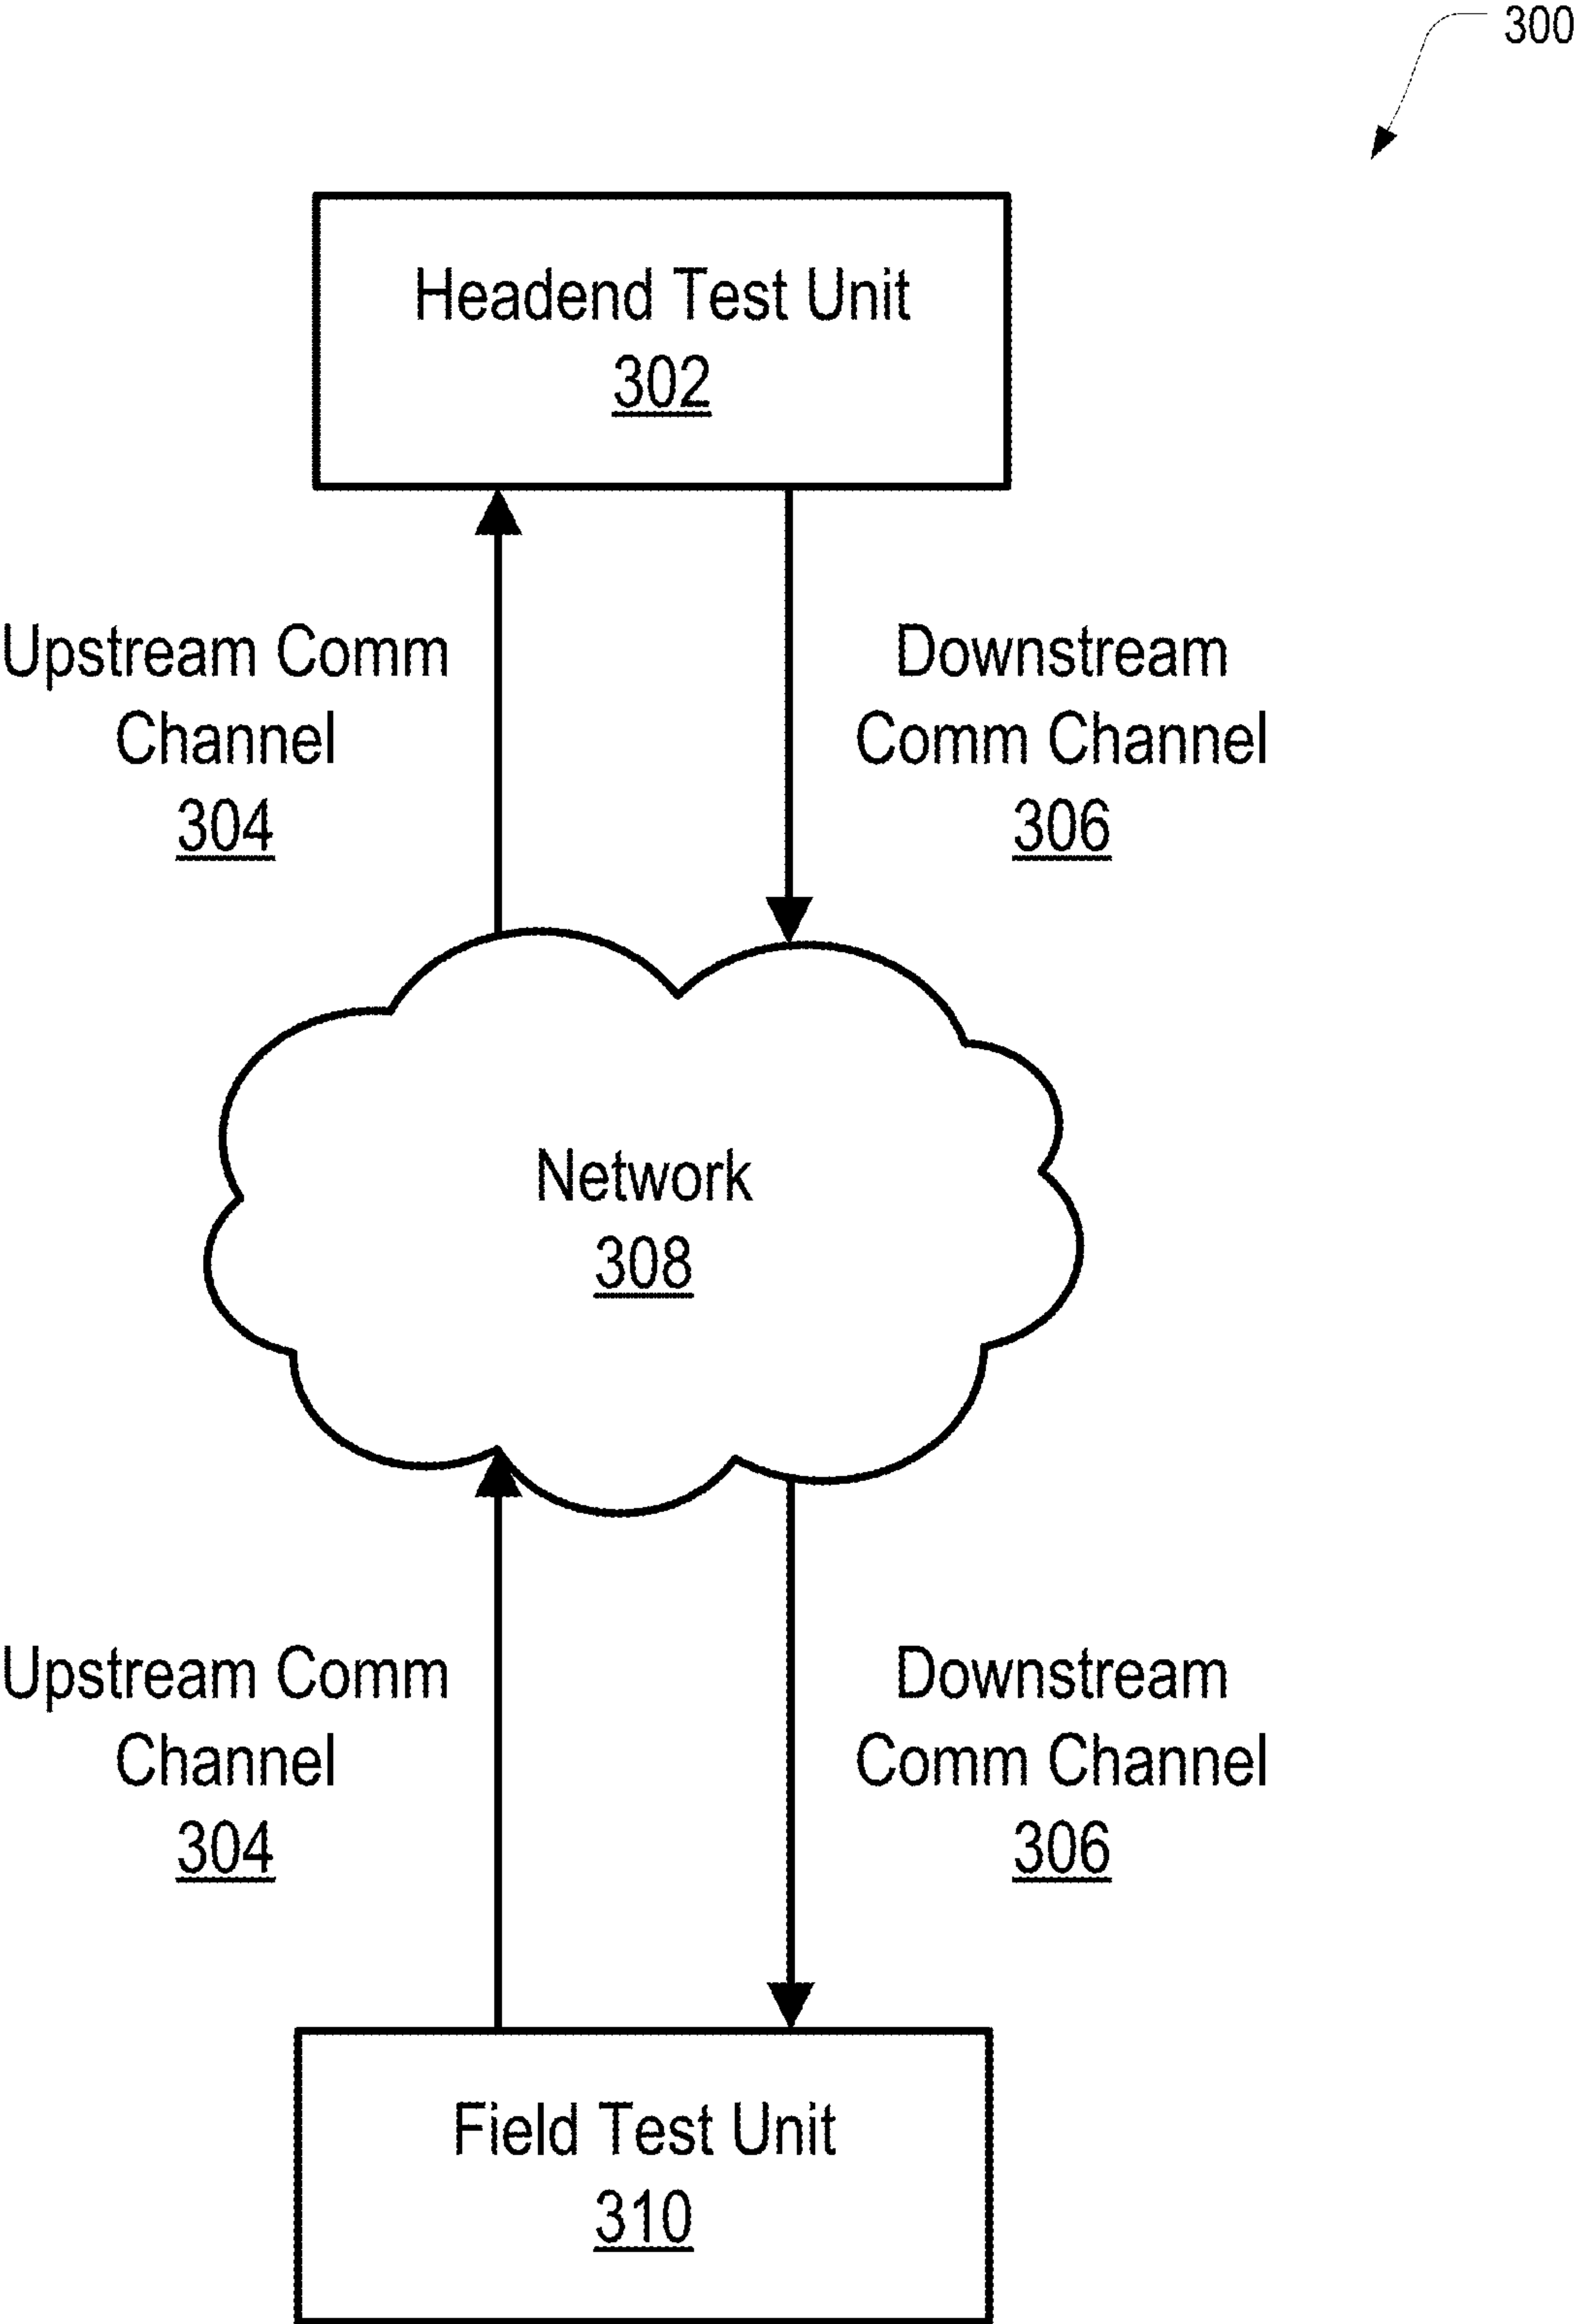 300
Headend Test Unit
302
Upstream Comm
Channel
304
Downstream
Comm Channel
306
Network
308
Upstream Comm
Channel
304
Downstream
Comm Channel
306
Field Test Unit
310